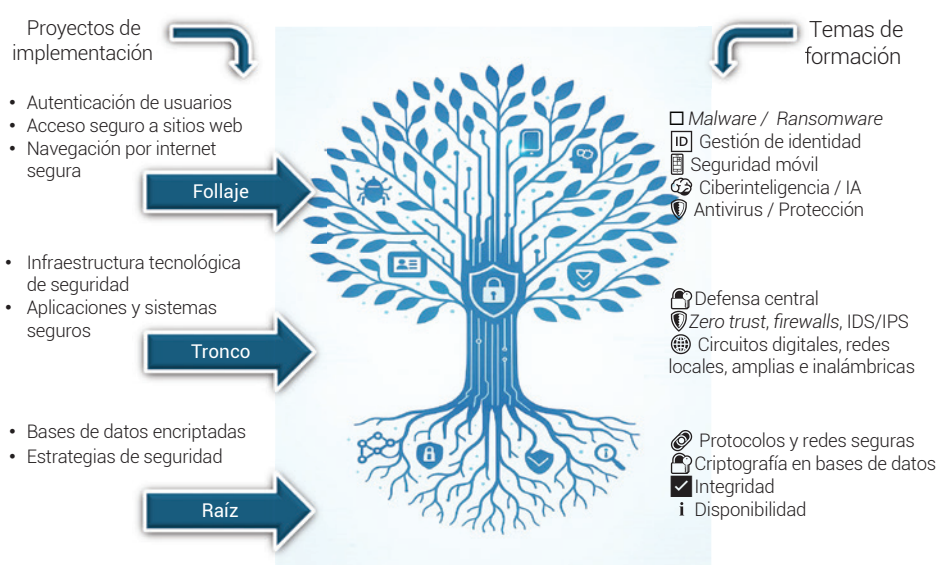 Proyectos de
implementación
Temas de
formación
• Autenticación de usuarios
• Acceso seguro a sitios web
• Navegación por internet
segura
Follaje
Malware / Ransomware
ID Gestión de identidad
Seguridad móvil
Ciberinteligencia / IA
Antivirus / Protección
• Infraestructura tecnológica
de seguridad
• Aplicaciones y sistemas
seguros
Tronco
Defensa central
Zero trust, firewalls, IDS/IPS
Circuitos digitales, redes
locales, amplias e inalámbricas
• Bases de datos encriptadas
• Estrategias de seguridad
Raíz
Protocolos y redes seguras
Criptografía en bases de datos
Integridad
i Disponibilidad